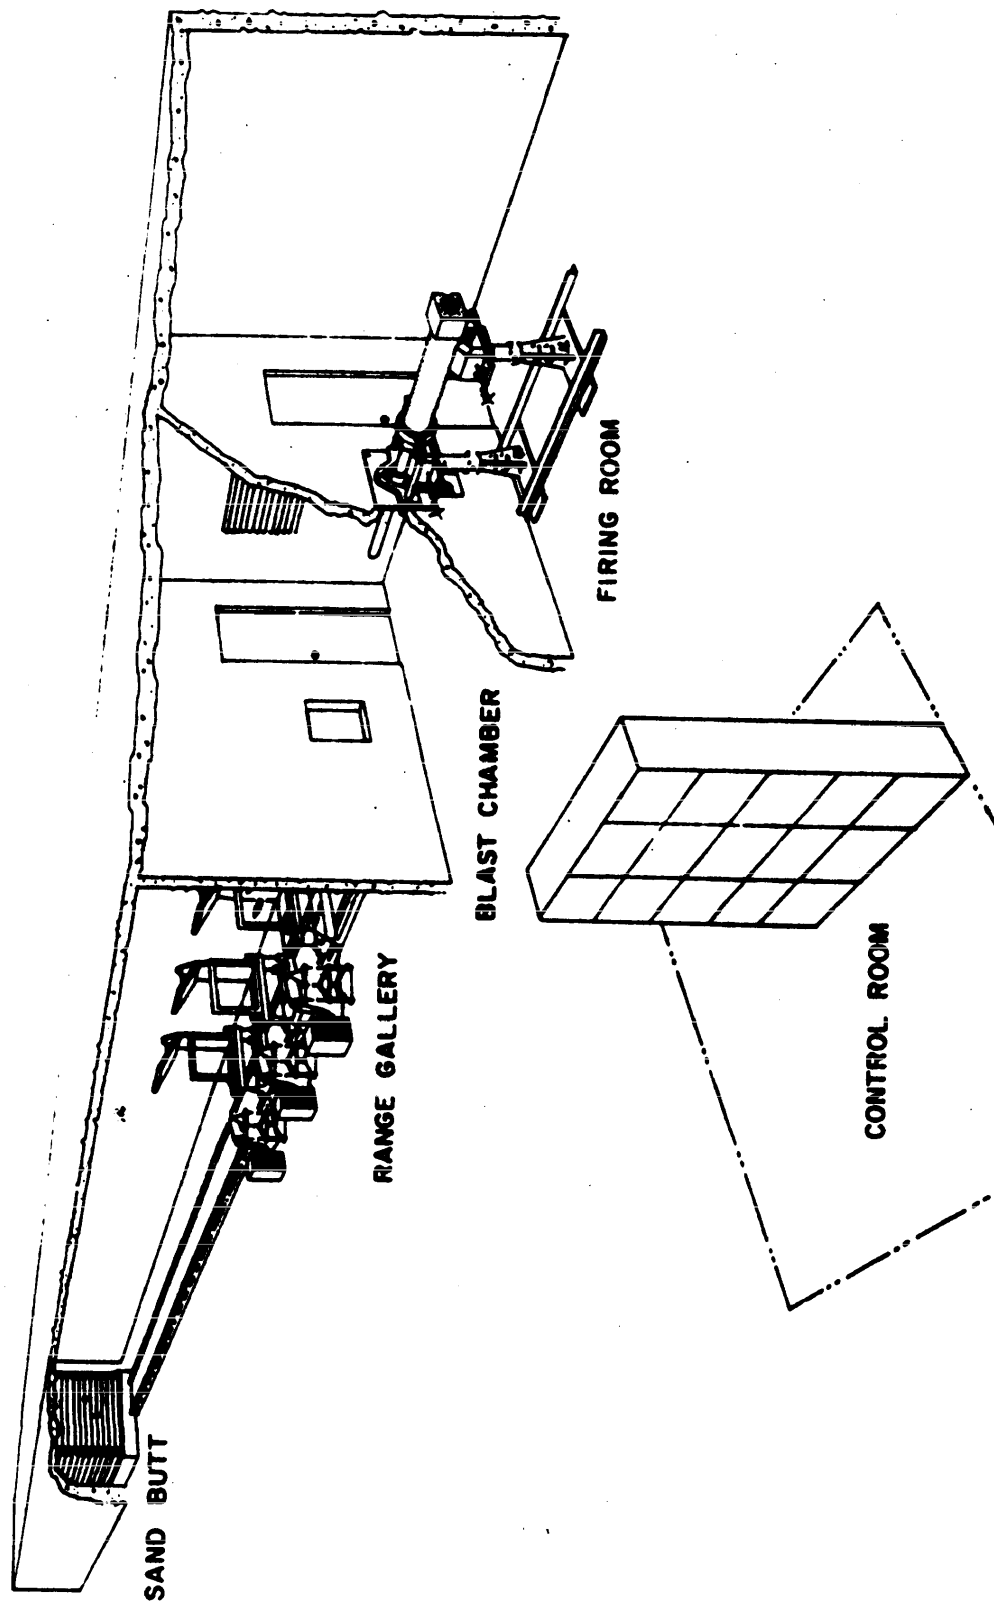 SAND BUTT
RANGE GALLERY
BLAST CHAMBER
FIRING ROOM
CONTROL ROOM